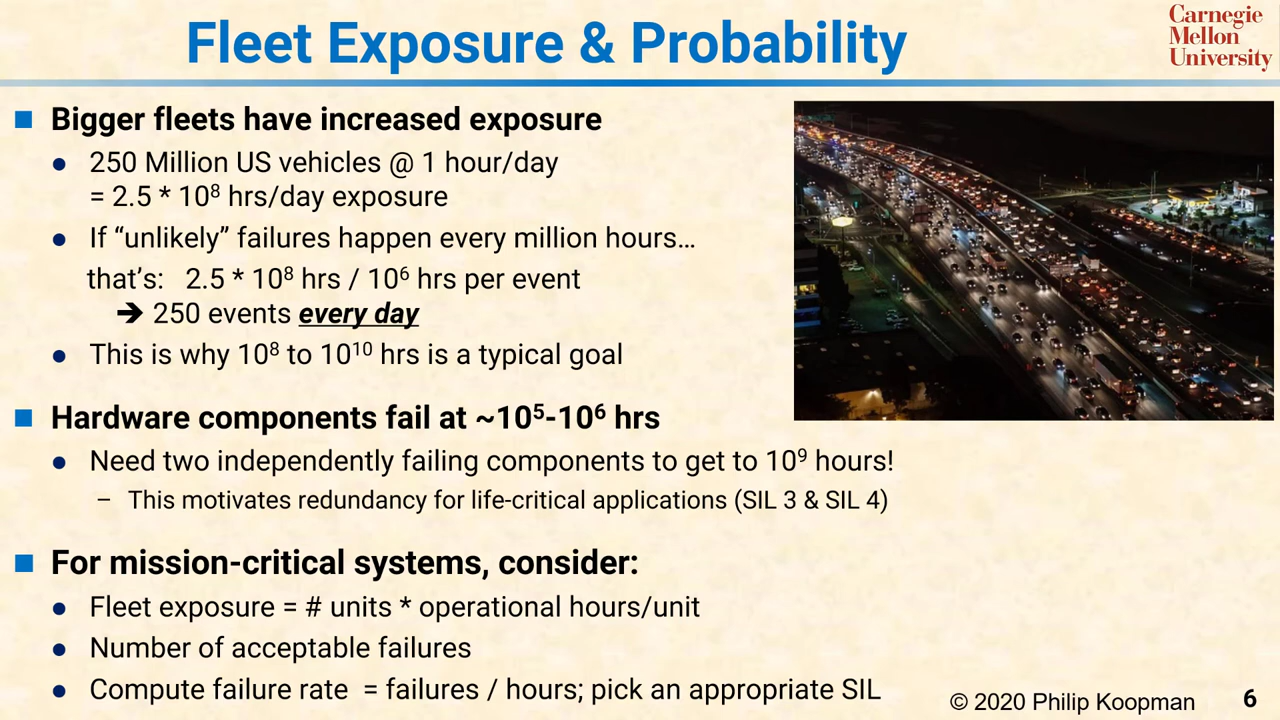 Fleet Exposure & Probability
Carnegie
Mellon
University
■ Bigger fleets have increased exposure
● 250 Million US vehicles @ 1 hour/day
= 2.5 * 10⁸ hrs/day exposure
● If “unlikely” failures happen every million hours…
that’s: 2.5 * 10⁸ hrs / 10⁶ hrs per event
➔ 250 events every day
● This is why 10⁸ to 10¹⁰ hrs is a typical goal
■ Hardware components fail at ~10⁵-10⁶ hrs
● Need two independently failing components to get to 10⁹ hours!
– This motivates redundancy for life-critical applications (SIL 3 & SIL 4)
■ For mission-critical systems, consider:
● Fleet exposure = # units * operational hours/unit
● Number of acceptable failures
● Compute failure rate = failures / hours; pick an appropriate SIL
© 2020 Philip Koopman 6